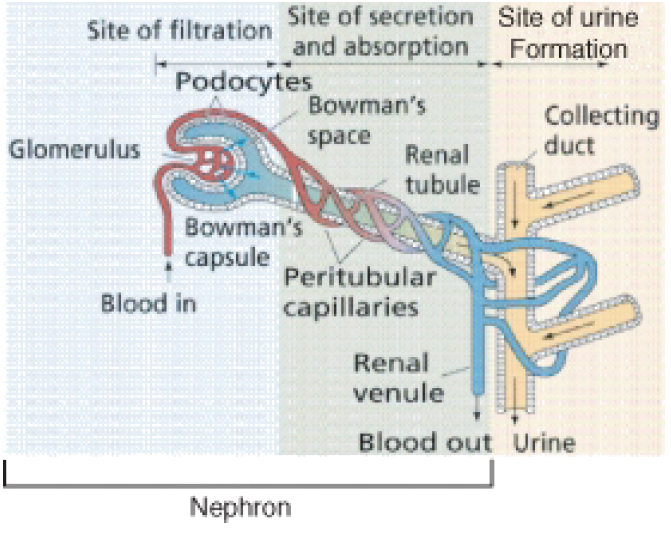 Site of filtration
Site of secretion
and absorption
Site of urine
Formation
Podocytes
Bowman's
space
Collecting
duct
Glomerulus
Renal
tubule
Bowman's
capsule
Peritubular
capillaries
Blood in
Renal
venule
Blood out
Urine
Nephron